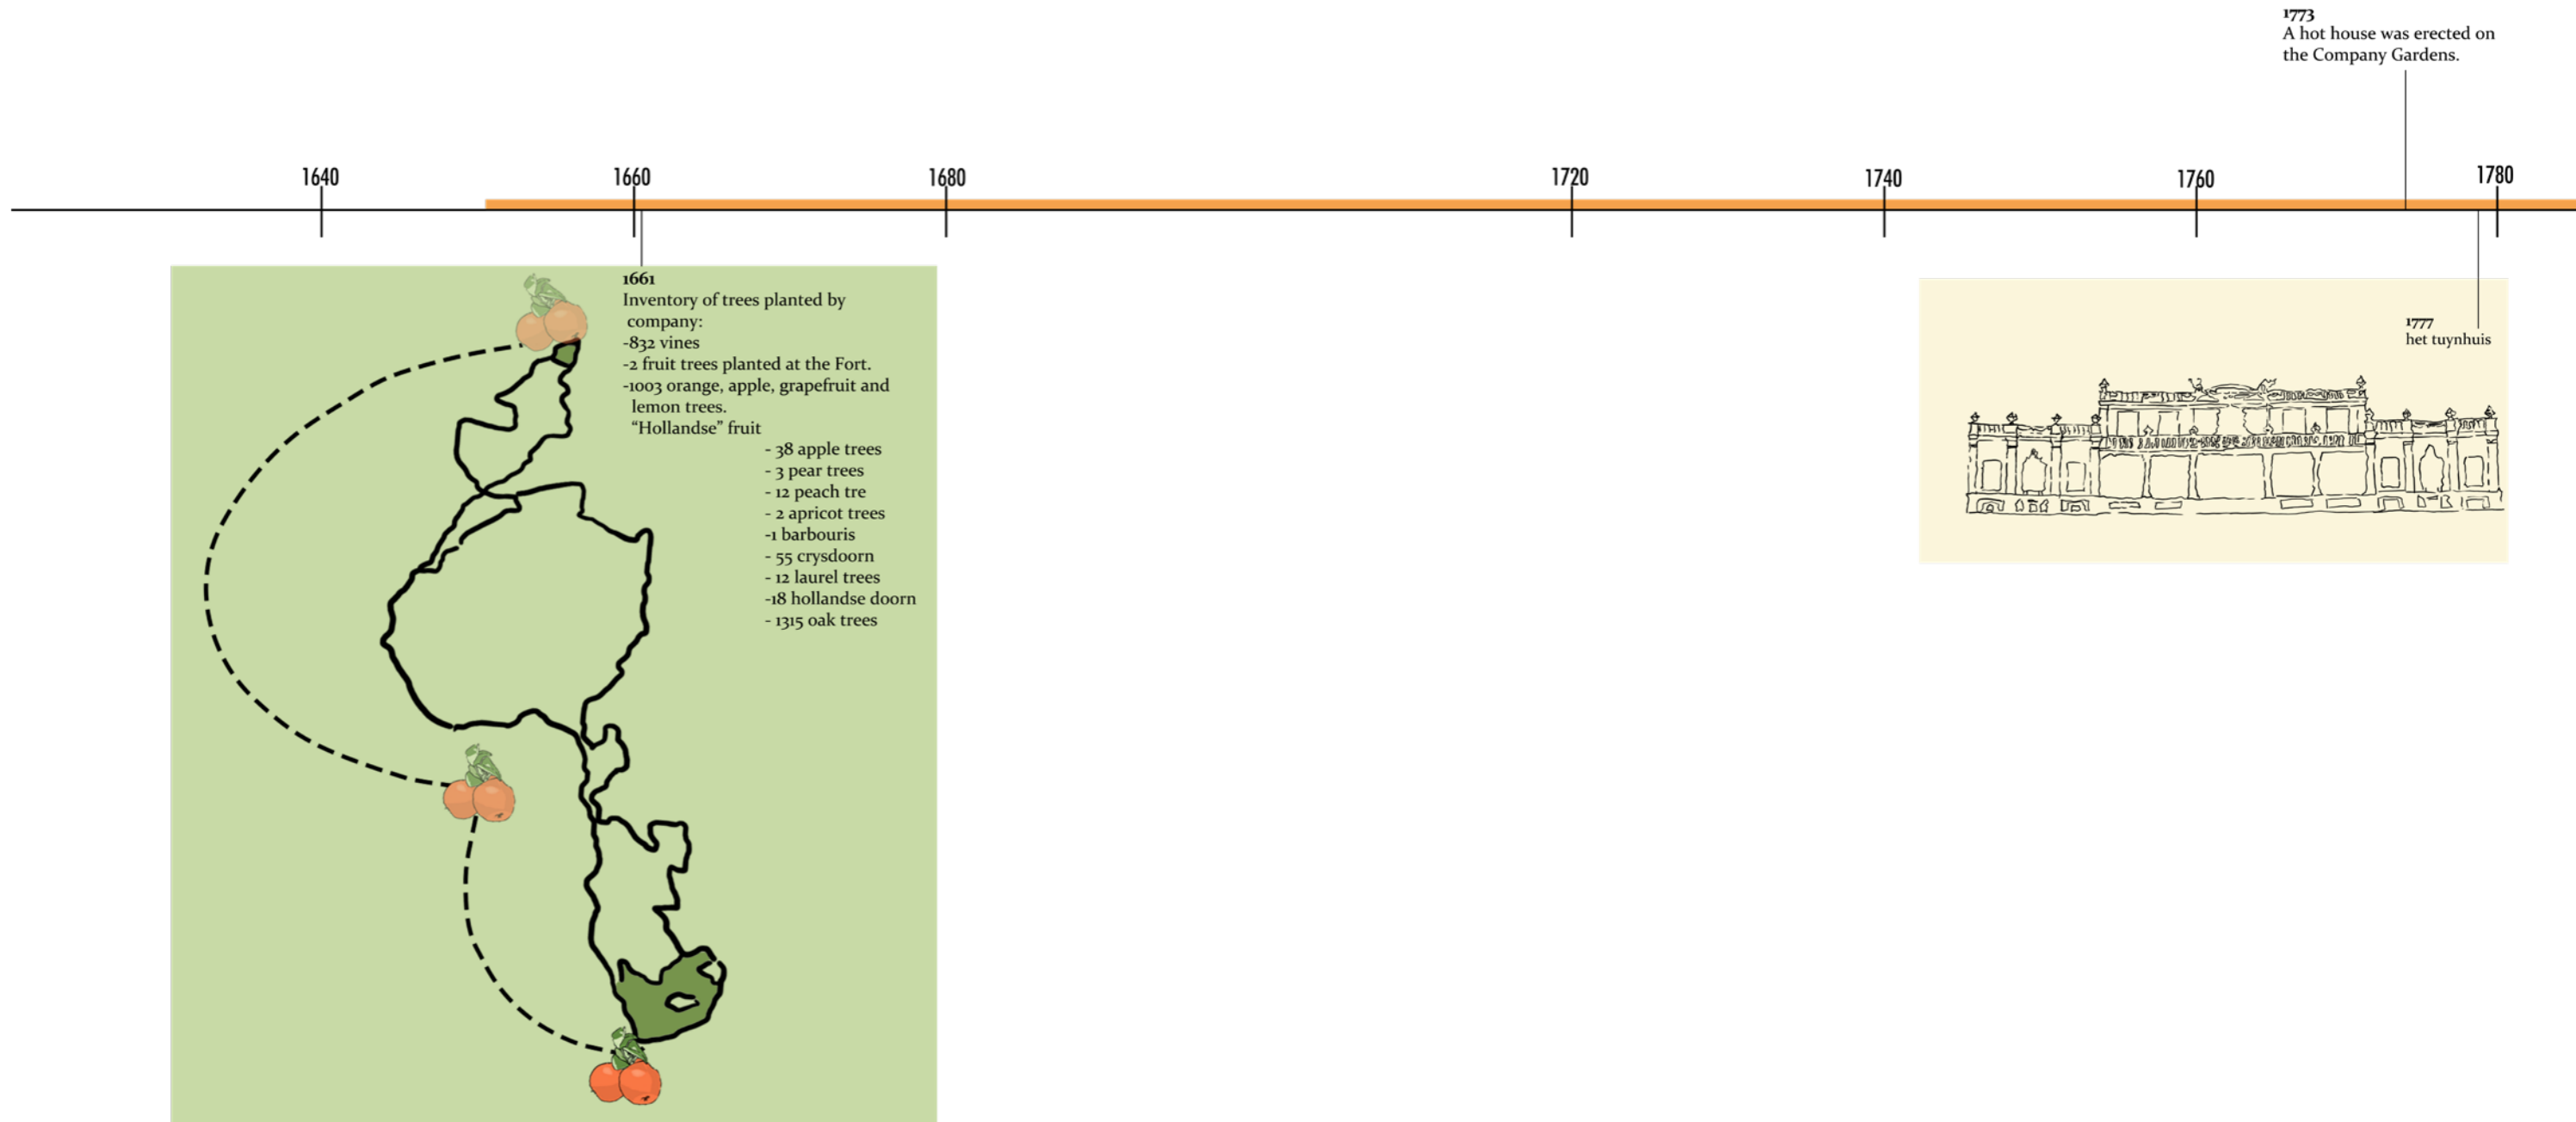 1773
A hot house was erected on
the Company Gardens.
1640
1660
1680
1720
1740
1760
1780
1661
Inventory of trees planted by
company:
-832 vines
-2 fruit trees planted at the Fort.
-1003 orange, apple, grapefruit and
lemon trees.
“Hollandse” fruit
- 38 apple trees
- 3 pear trees
- 12 peach tre
- 2 apricot trees
-1 barbouris
- 55 crysdoorn
- 12 laurel trees
-18 hollandse doorn
- 1315 oak trees
1777
het tuynhuis